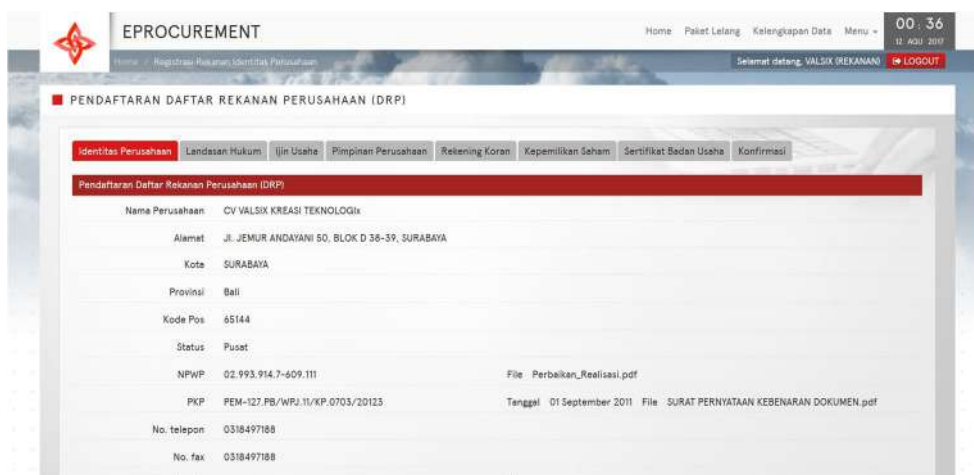 EPROCUREMENT
Home Paket Lelang Kelengkapan Data Menu
00 : 36
12 AGU 2017
Home / Registrasi Rekanan Identitas Perusahaan
Selamat datang, VALSIX (REKANAN) LOGOUT
PENDAFTARAN DAFTAR REKANAN PERUSAHAAN (DRP)
Identitas Perusahaan Landasan Hukum Ijin Usaha Pimpinan Perusahaan Rekening Koran Kepemilikan Saham Sertifikat Badan Usaha Konfirmasi
Pendaftaran Daftar Rekanan Perusahaan (DRP)
Nama Perusahaan CV VALSIX KREASI TEKNOLOGIx
Alamat Jl. JEMUR ANDAYANI 50, BLOK D 38-39, SURABAYA
Kota SURABAYA
Provinsi Bali
Kode Pos 65144
Status Pusat
NPWP 02.993.914.7-609.111 File Perbaikan_Realisasi.pdf
PKP PEM-127.PB/WPJ.11/KP.0703/20123 Tanggal 01 September 2011 File SURAT PERNYATAAN KEBENARAN DOKUMEN.pdf
No. telepon 0318497188
No. fax 0318497188